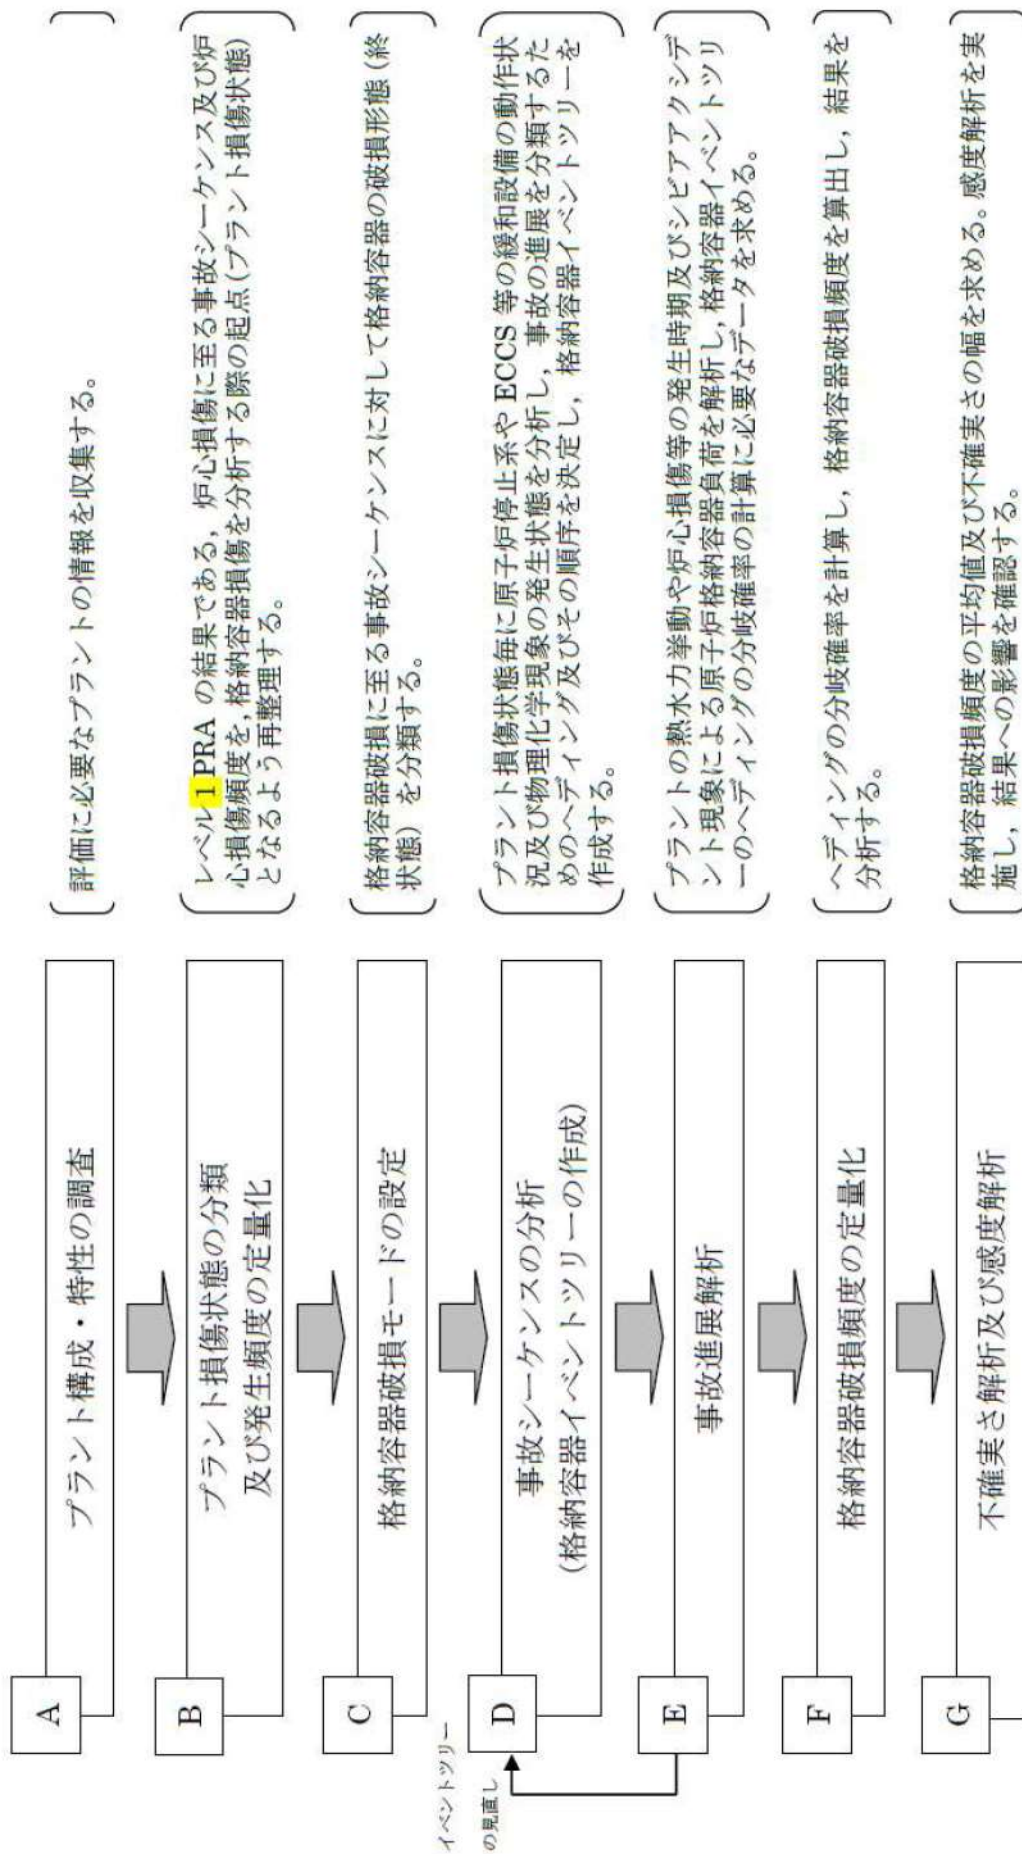 A
プラント構成・特性の調査
評価に必要なプラントの情報を収集する。
B
プラント損傷状態の分類
及び発生頻度の定量化
レベル 1 PRA の結果である，炉心損傷に至る事故シーケンス及び炉
心損傷頻度を，格納容器損傷を分析する際の起点（プラント損傷状態）
となるよう再整理する。
C
格納容器破損モードの設定
格納容器破損に至る事故シーケンスに対して格納容器の破損形態（終
状態）を分類する。
イベントツリー
の見直し
D
事故シーケンスの分析
(格納容器イベントツリーの作成)
プラント損傷状態毎に原子炉停止系や ECCS 等の緩和設備の動作状
況及び物理化学現象の発生状態を分析し，事故の進展を分類するた
めのヘディング及びその順序を決定し，格納容器イベントツリーを
作成する。
E
事故進展解析
プラントの熱水力挙動や炉心損傷等の発生時期及びシビアアクシデ
ント現象による原子炉格納容器負荷を解析し，格納容器イベントツリ
ーのヘディングの分岐確率の計算に必要なデータを求める。
F
格納容器破損頻度の定量化
ヘディングの分岐確率を計算し，格納容器破損頻度を算出し，結果を
分析する。
G
不確実さ解析及び感度解析
格納容器破損頻度の平均値及び不確実さの幅を求める。感度解析を実
施し，結果への影響を確認する。